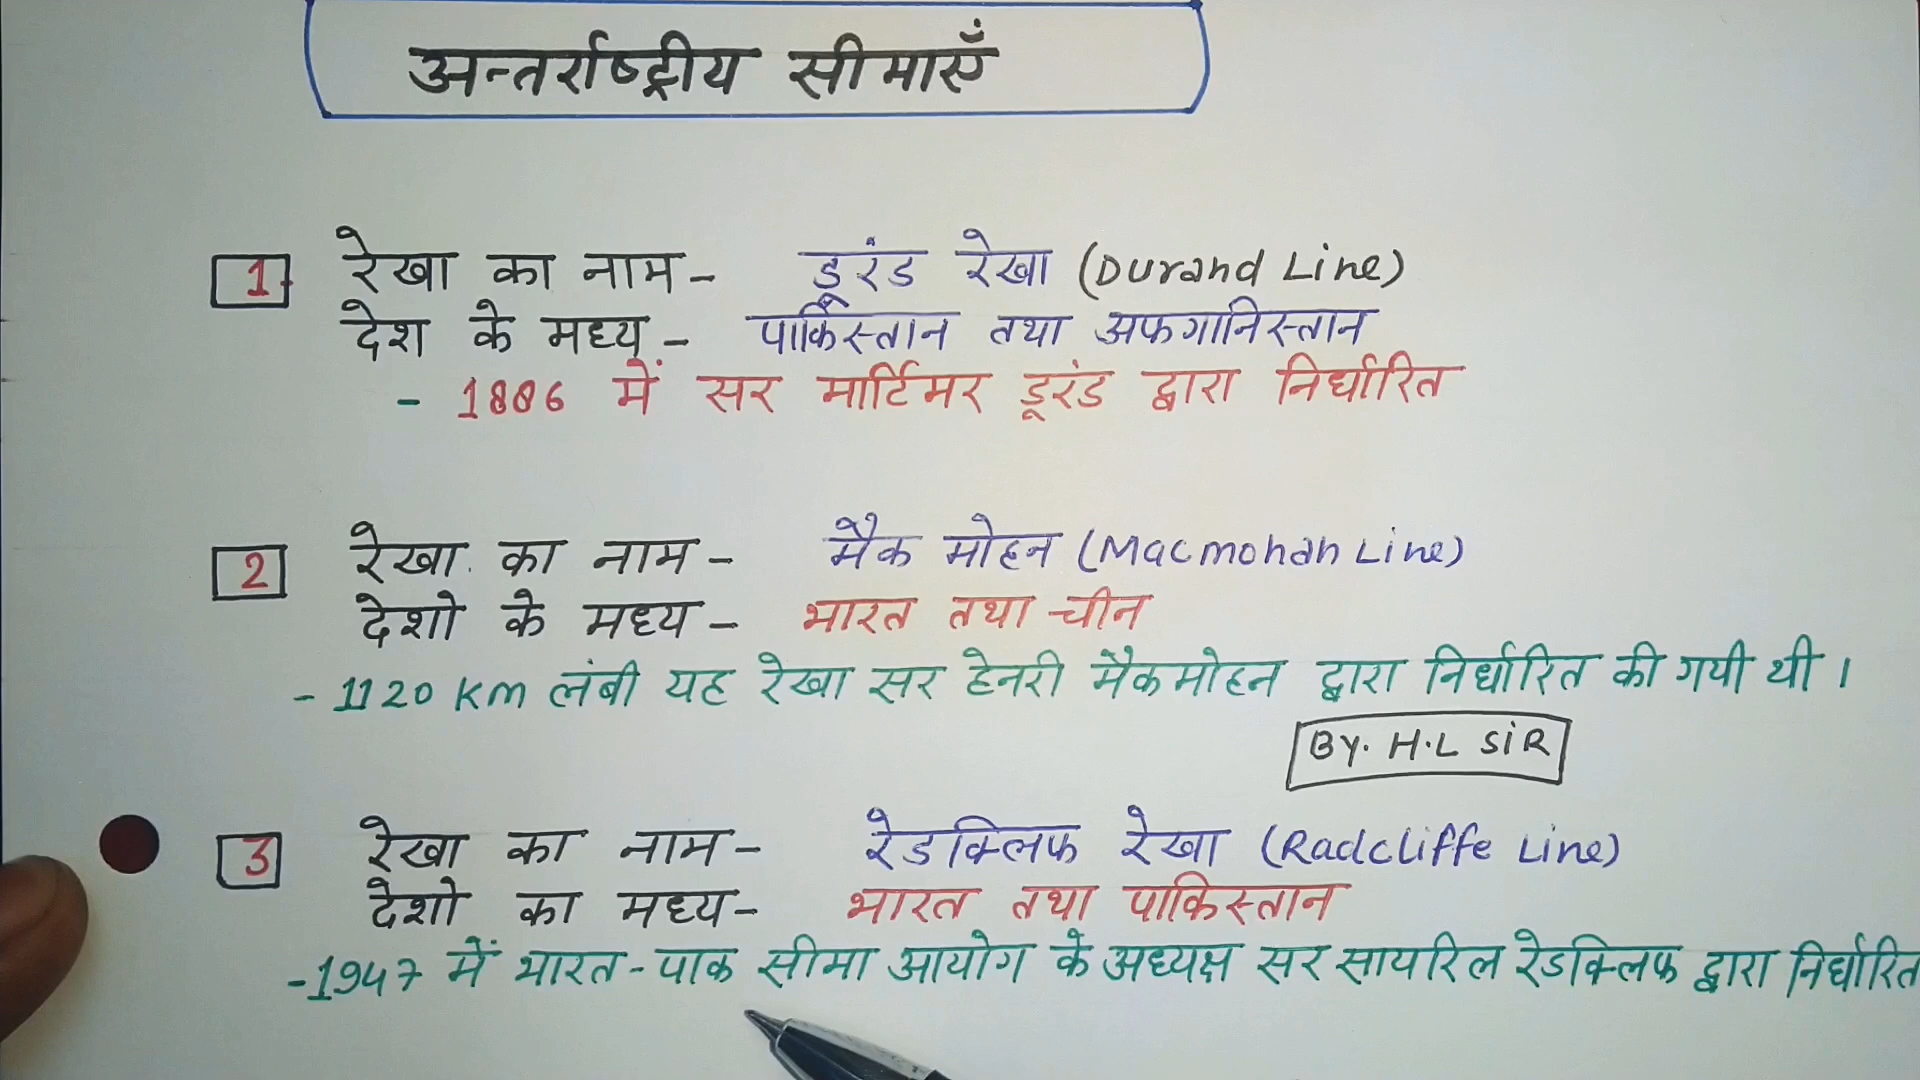 अन्तर्राष्ट्रीय सीमाएँ
1 रेखा का नाम - डूरंड रेखा (Durand Line)
देश के मध्य - पाकिस्तान तथा अफगानिस्तान
- 1886 में सर मार्टिमर डूरंड द्वारा निर्धारित
2 रेखा का नाम - मैक मोहन (Macmohan Line)
देशो के मध्य - भारत तथा चीन
- 1120 Km लंबी यह रेखा सर हेनरी मैकमोहन द्वारा निर्धारित की गयी थी ।
BY. H.L SIR
3 रेखा का नाम - रेडक्लिफ रेखा (Radcliffe Line)
देशो का मध्य - भारत तथा पाकिस्तान
- 1947 में भारत - पाक सीमा आयोग के अध्यक्ष सर सायरिल रेडक्लिफ द्वारा निर्धारित